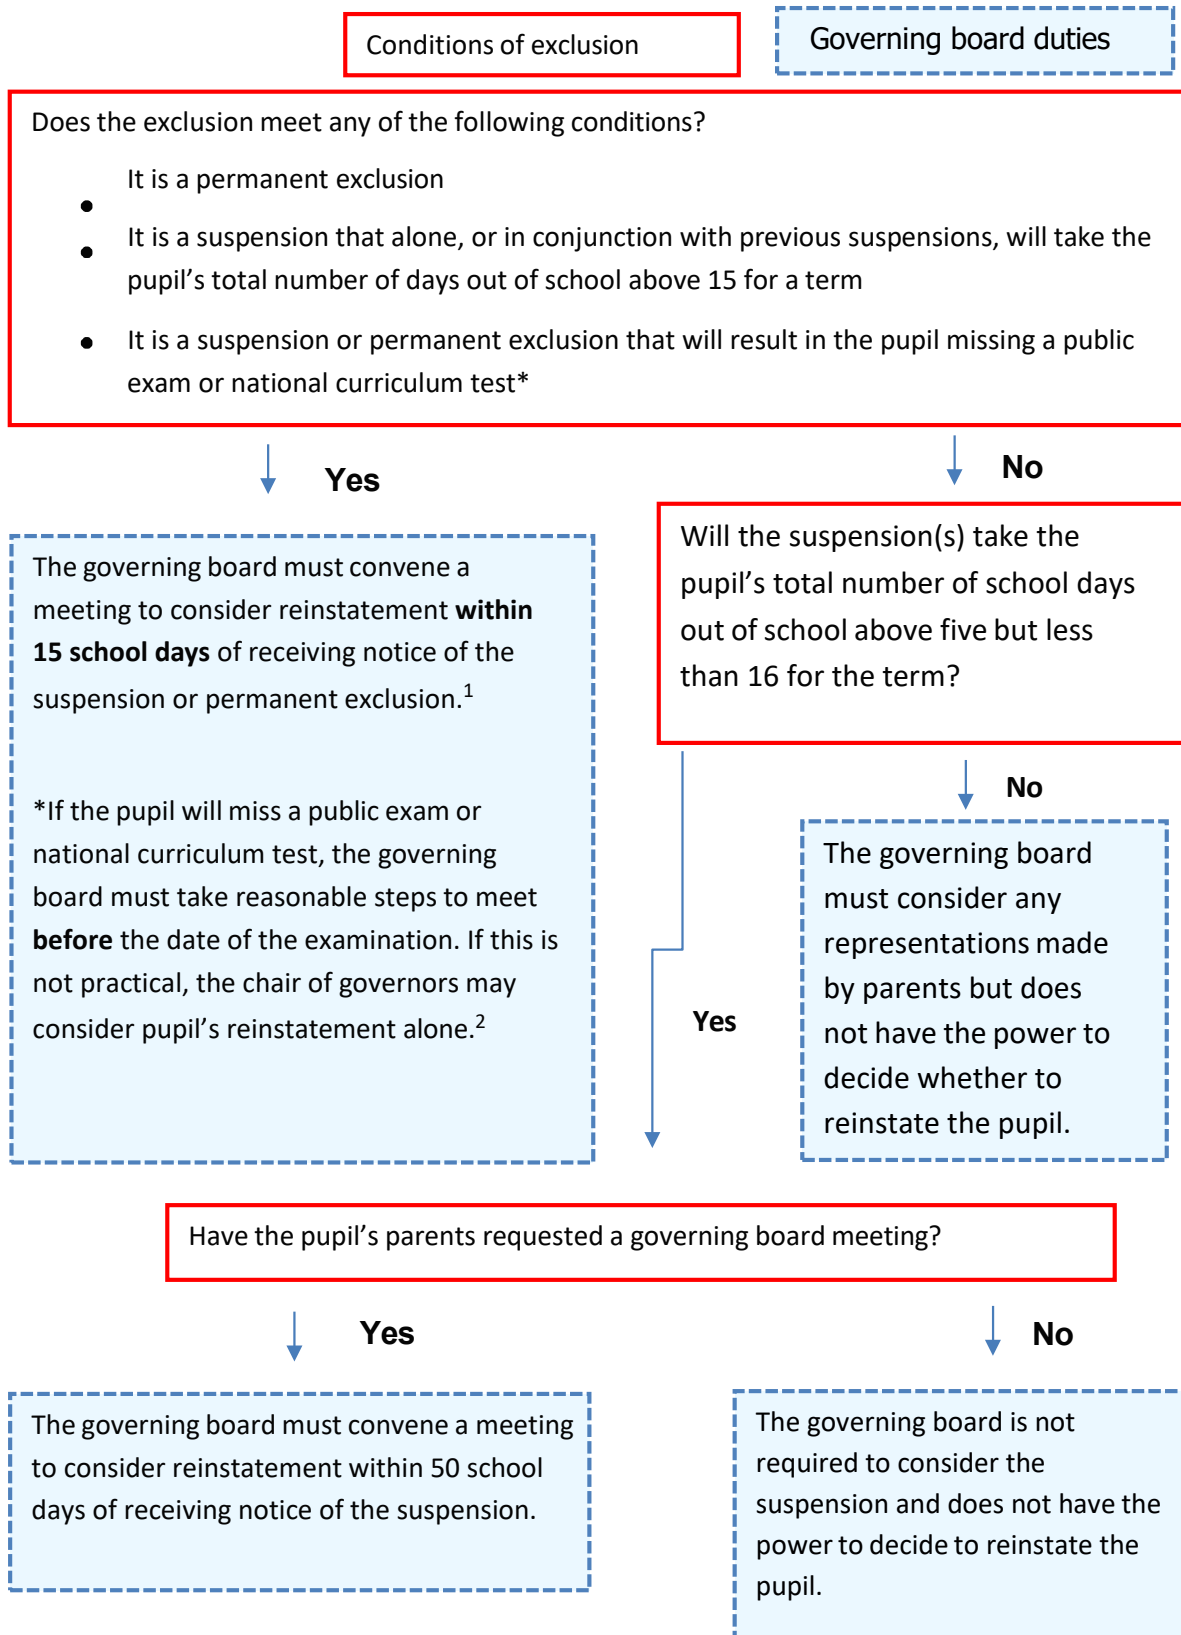 Conditions of exclusion
Governing board duties
Does the exclusion meet any of the following conditions?
It is a permanent exclusion
• It is a suspension that alone, or in conjunction with previous suspensions, will take the
• pupil’s total number of days out of school above 15 for a term
• It is a suspension or permanent exclusion that will result in the pupil missing a public
exam or national curriculum test*
Yes
No
The governing board must convene a
meeting to consider reinstatement within
15 school days of receiving notice of the
suspension or permanent exclusion.1
*If the pupil will miss a public exam or
national curriculum test, the governing
board must take reasonable steps to meet
before the date of the examination. If this is
not practical, the chair of governors may
consider pupil’s reinstatement alone.2
Will the suspension(s) take the
pupil’s total number of school days
out of school above five but less
than 16 for the term?
No
The governing board
must consider any
representations made
by parents but does
not have the power to
decide whether to
reinstate the pupil.
Yes
Have the pupil’s parents requested a governing board meeting?
Yes
No
The governing board must convene a meeting
to consider reinstatement within 50 school
days of receiving notice of the suspension.
The governing board is not
required to consider the
suspension and does not have the
power to decide to reinstate the
pupil.